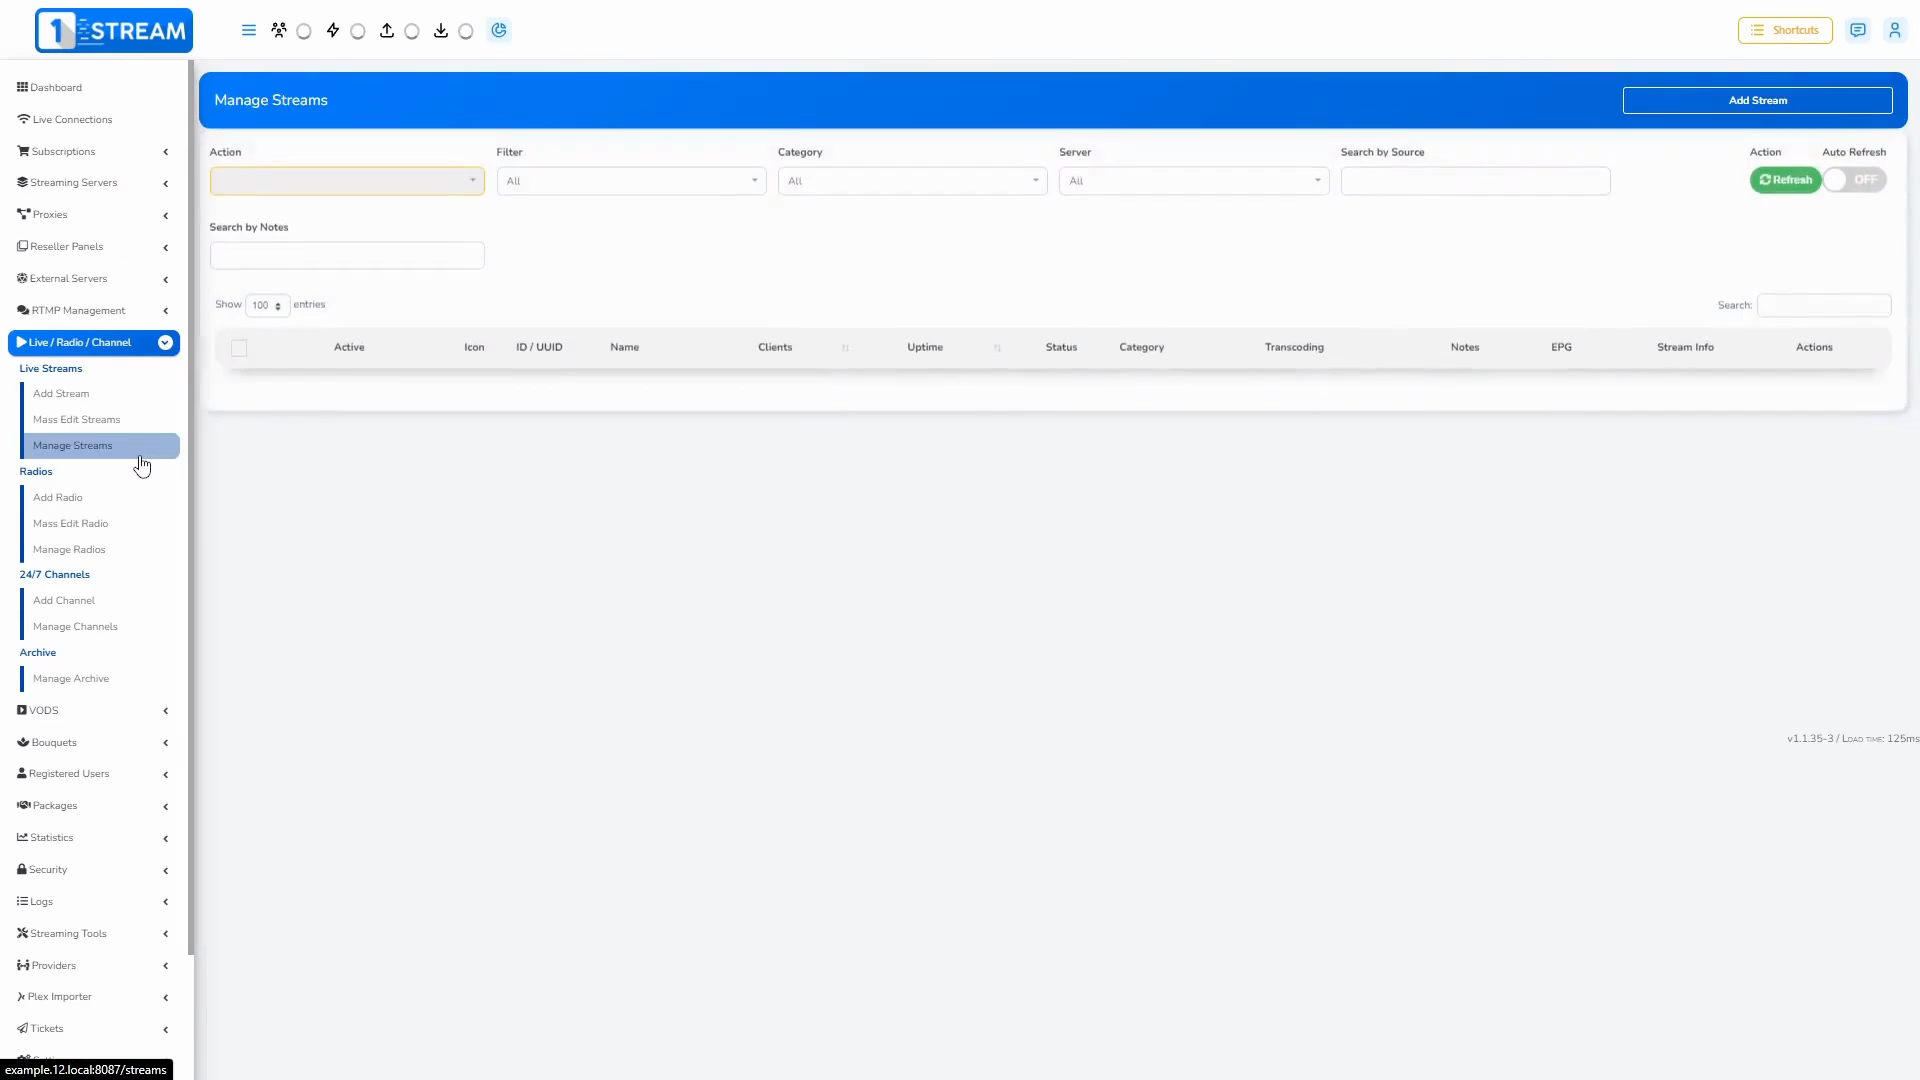 1 STREAM
Shortcuts
Dashboard
Live Connections
Subscriptions
Streaming Servers
Proxies
Reseller Panels
External Servers
RTMP Management
Live / Radio / Channel
Live Streams
Add Stream
Mass Edit Streams
Manage Streams
Radios
Add Radio
Mass Edit Radio
Manage Radios
24/7 Channels
Add Channel
Manage Channels
Archive
Manage Archive
VODS
Bouquets
Registered Users
Packages
Statistics
Security
Logs
Streaming Tools
Providers
Plex Importer
Tickets
example.12.local:8087/streams
Manage Streams
Add Stream
Action Filter Category Server Search by Source Action Auto Refresh
All All All Refresh OFF
Search by Notes
Show 100 entries Search:
Active Icon ID / UUID Name Clients Uptime Status Category Transcoding Notes EPG Stream Info Actions
v1.1.35-3 / Load time: 125ms